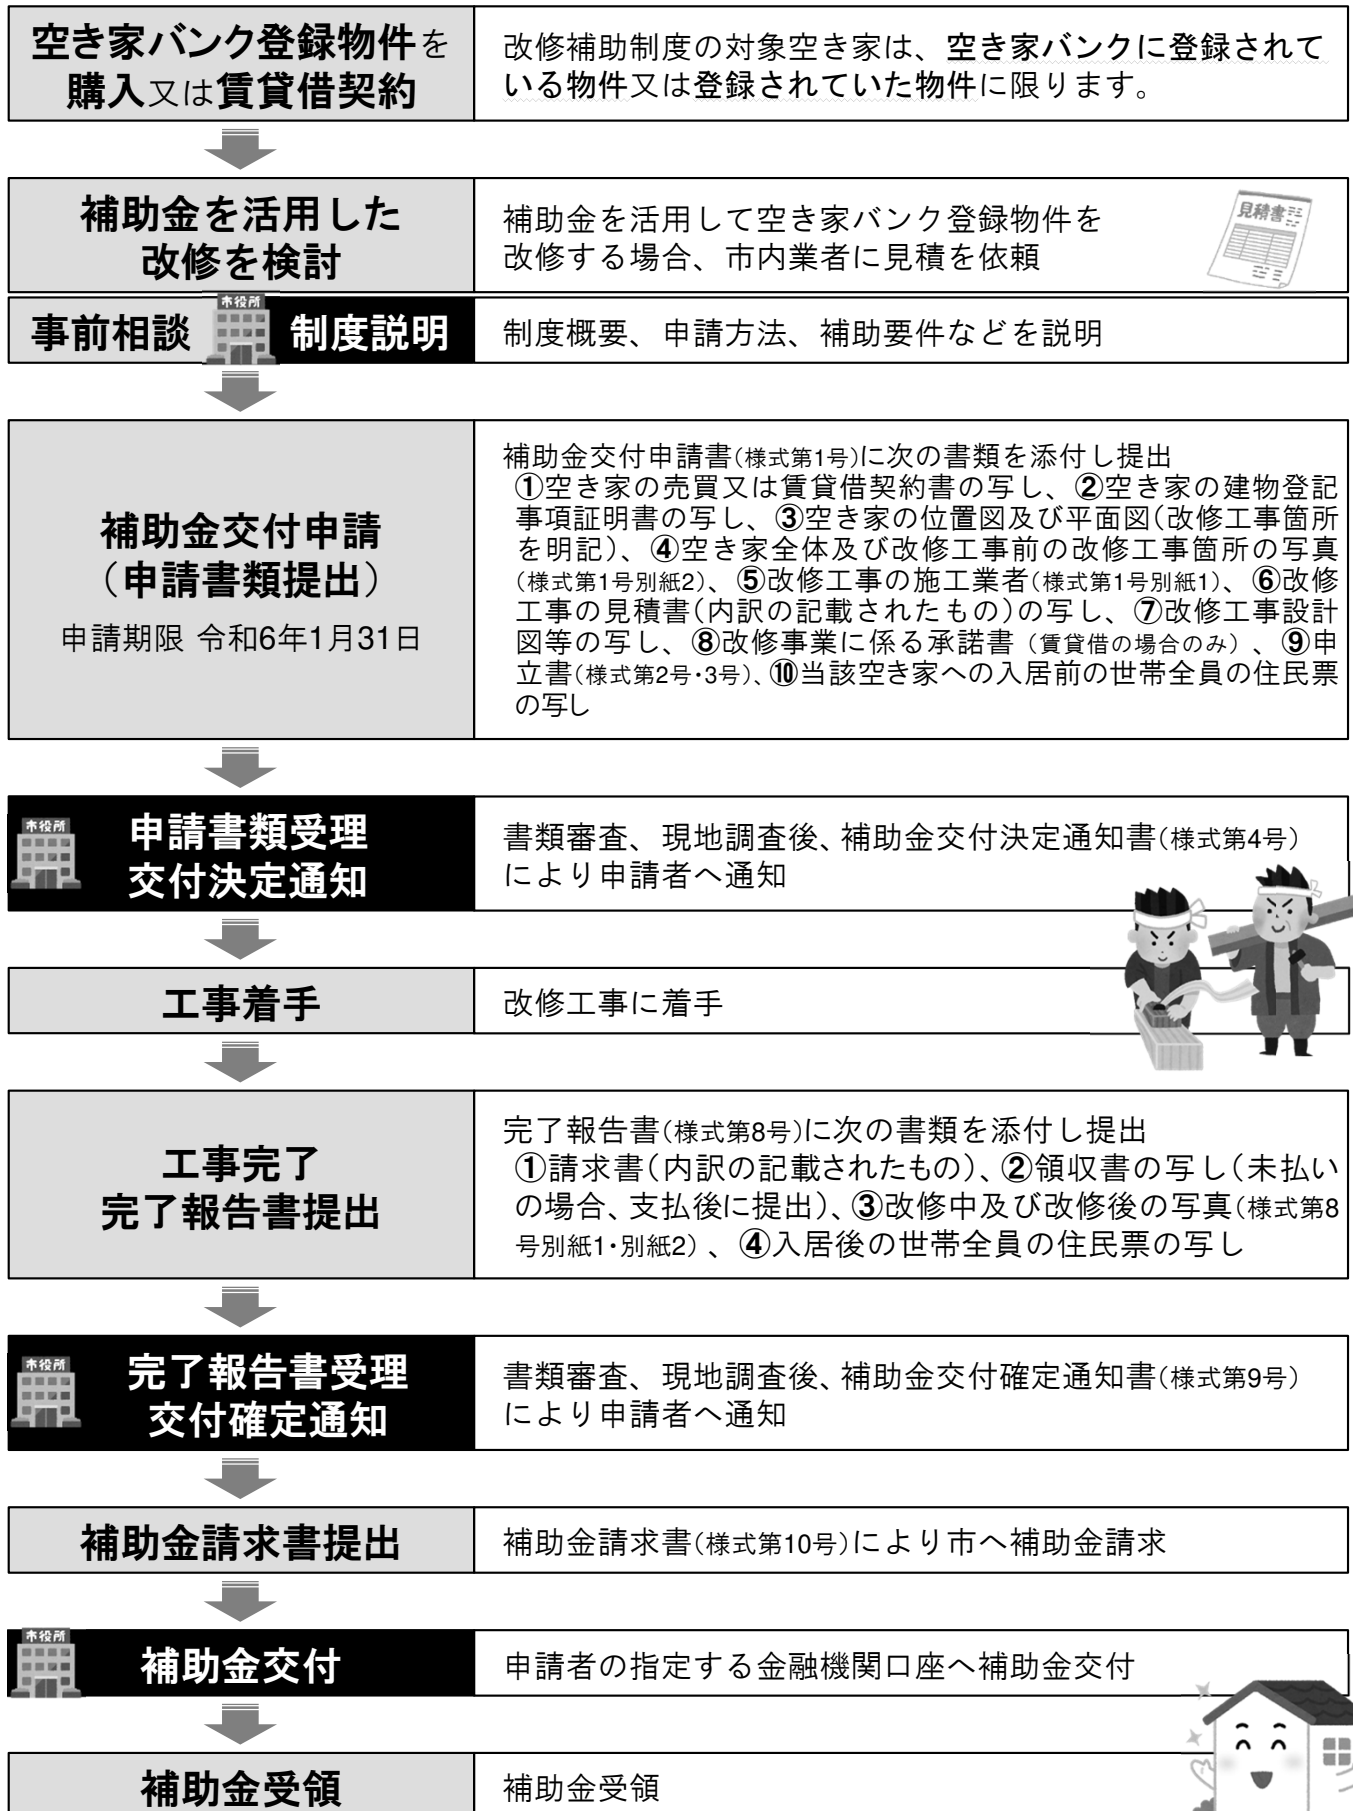 空き家バンク登録物件を
購入又は賃貸借契約
改修補助制度の対象空き家は、空き家バンクに登録されて
いる物件又は登録されていた物件に限ります。
補助金を活用した
改修を検討
補助金を活用して空き家バンク登録物件を
改修する場合、市内業者に見積を依頼
見積書
事前相談
市役所
制度説明
制度概要、申請方法、補助要件などを説明
補助金交付申請
（申請書類提出）
申請期限 令和6年1月31日
補助金交付申請書(様式第1号)に次の書類を添付し提出
①空き家の売買又は賃貸借契約書の写し、②空き家の建物登記
事項証明書の写し、③空き家の位置図及び平面図(改修工事箇所
を明記)、④空き家全体及び改修工事前の改修工事箇所の写真
(様式第1号別紙2)、⑤改修工事の施工業者(様式第1号別紙1)、⑥改修
工事の見積書(内訳の記載されたもの)の写し、⑦改修工事設計
図等の写し、⑧改修事業に係る承諾書（賃貸借の場合のみ）、⑨申
立書(様式第2号・3号)、⑩当該空き家への入居前の世帯全員の住民票
の写し
市役所
申請書類受理
交付決定通知
書類審査、現地調査後、補助金交付決定通知書(様式第4号)
により申請者へ通知
工事着手
改修工事に着手
工事完了
完了報告書提出
完了報告書(様式第8号)に次の書類を添付し提出
①請求書(内訳の記載されたもの)、②領収書の写し(未払い
の場合、支払後に提出)、③改修中及び改修後の写真(様式第8
号別紙1・別紙2)、④入居後の世帯全員の住民票の写し
市役所
完了報告書受理
交付確定通知
書類審査、現地調査後、補助金交付確定通知書(様式第9号)
により申請者へ通知
補助金請求書提出
補助金請求書(様式第10号)により市へ補助金請求
市役所
補助金交付
申請者の指定する金融機関口座へ補助金交付
補助金受領
補助金受領